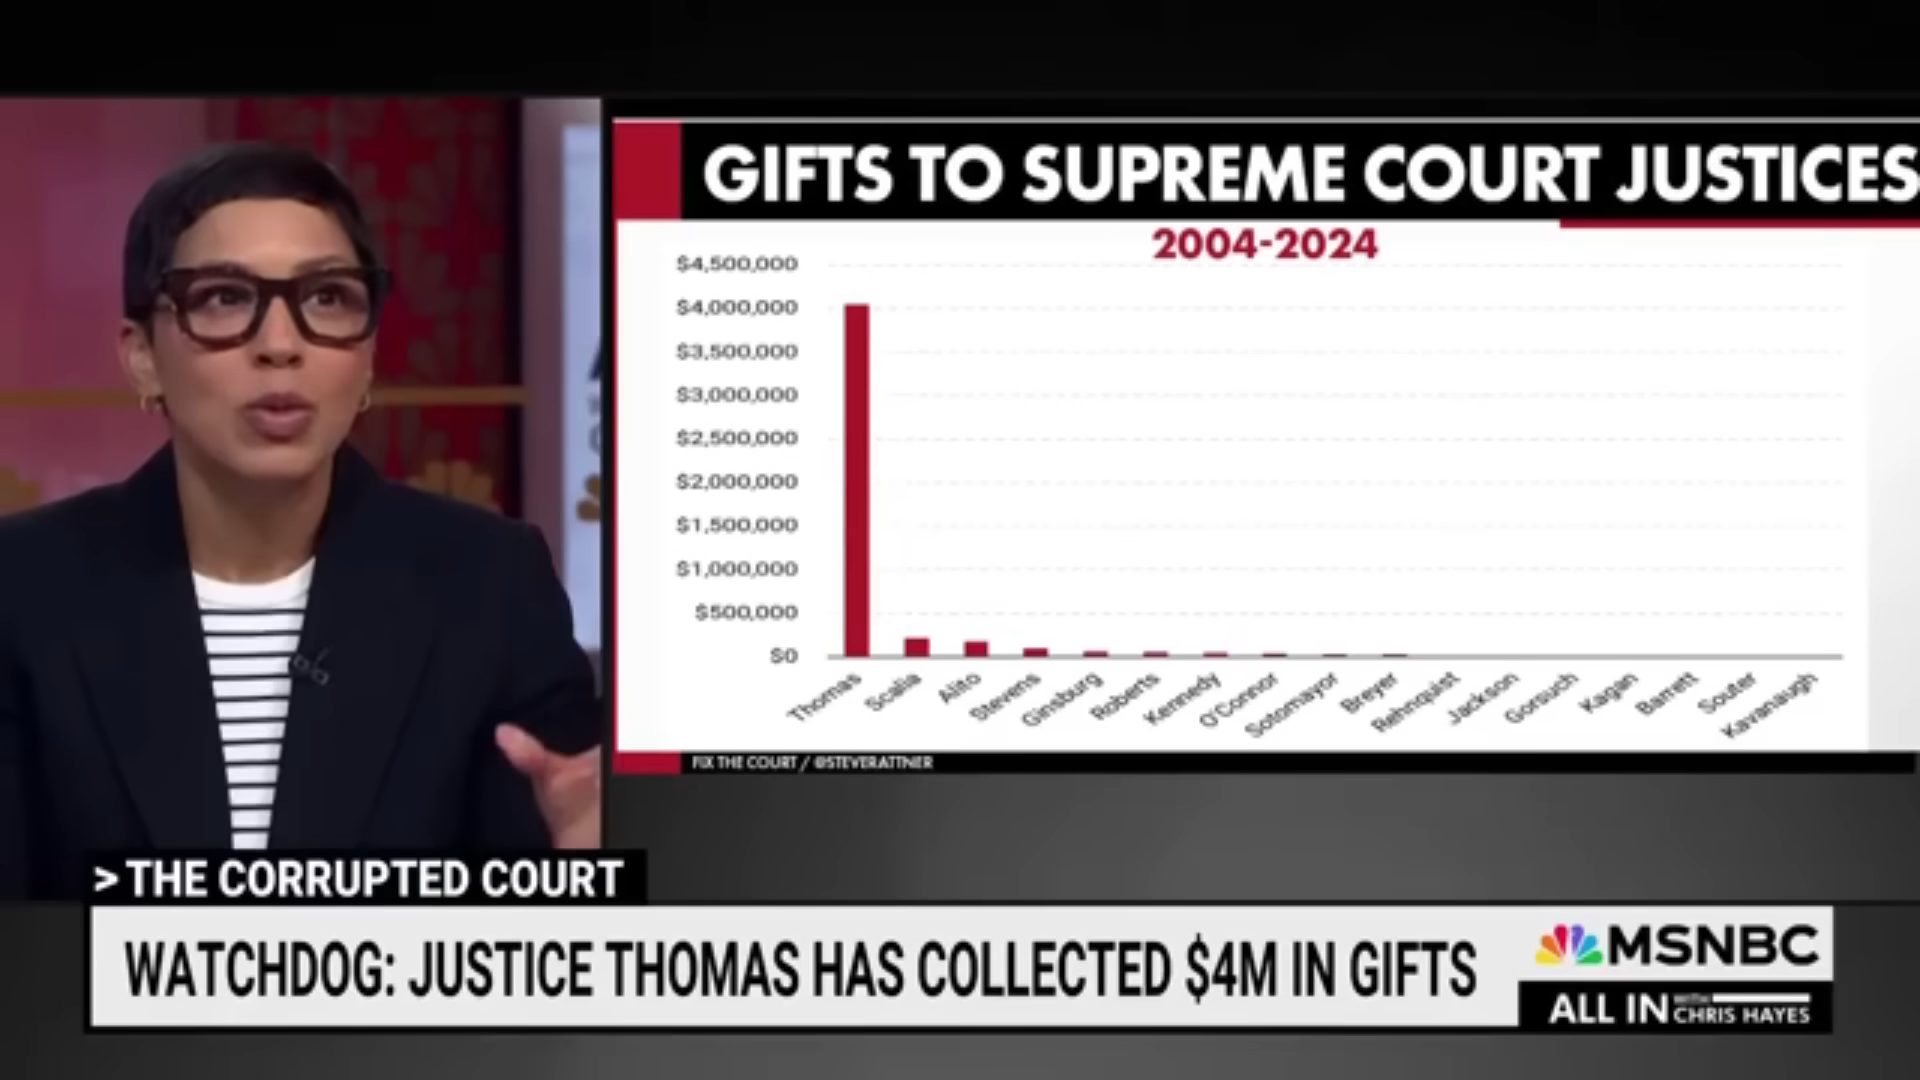 GIFTS TO SUPREME COURT JUSTICES
2004-2024
$4,500,000
$4,000,000
$3,500,000
$3,000,000
$2,500,000
$2,000,000
$1,500,000
$1,000,000
$500,000
$0
Thomas
Scalia
Alito
Stevens
Ginsburg
Roberts
Kennedy
O'Connor
Sotomayor
Breyer
Rehnquist
Jackson
Gorsuch
Kagan
Barrett
Souter
Kavanaugh
FIX THE COURT / @STEVERATTNER
> THE CORRUPTED COURT
WATCHDOG: JUSTICE THOMAS HAS COLLECTED $4M IN GIFTS
MSNBC
ALL IN WITH CHRIS HAYES